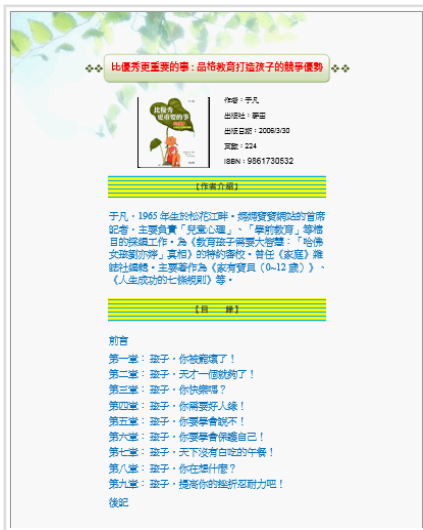 比優秀更重要的事：品格教育打造孩子的競爭優勢
比優秀
更重要的事
作者：于凡
出版社：夢宙
出版日期：2006/3/30
頁數：224
ISBN：9861730532
【作者介紹】
于凡，1965 年生於松花江畔。媽媽寶寶網站的首席
記者，主要負責「兒童心理」、「學前教育」等欄
目的採編工作。為《教育孩子需要大智慧：「哈佛
女孩劉亦婷」真相》的特約審校。曾任《家庭》雜
誌社編輯。主要著作為《家有寶貝（0~12 歲）》、
《人生成功的七條規則》等。
【目 錄】
前言
第一章：孩子，你被寵壞了！
第二章：孩子，天才一個就夠了！
第三章：孩子，你快樂嗎？
第四章：孩子，你需要好人緣！
第五章：孩子，你要學會說不！
第六章：孩子，你要學會保護自己！
第七章：孩子，天下沒有白吃的午餐！
第八章：孩子，你在想什麼？
第九章：孩子，提高你的挫折忍耐力吧！
後記